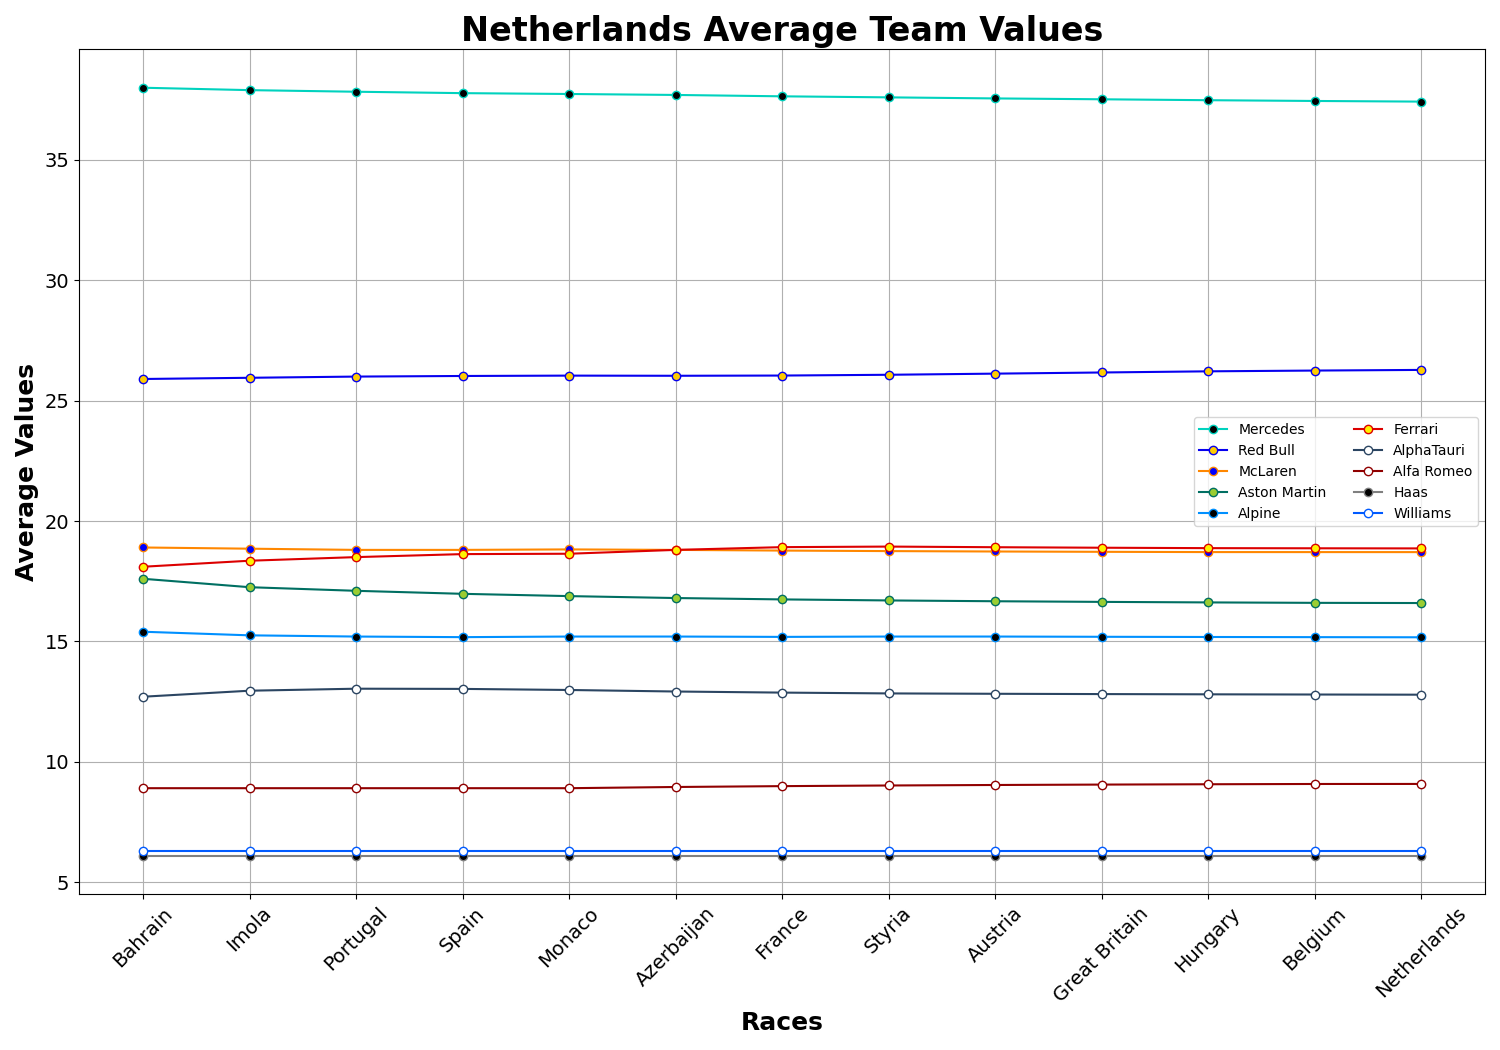 Netherlands Average Team Values
Average Values
35
30
25
20
15
10
5
Mercedes
Red Bull
McLaren
Aston Martin
Alpine
Ferrari
AlphaTauri
Alfa Romeo
Haas
Williams
Bahrain
Imola
Portugal
Spain
Monaco
Azerbaijan
France
Styria
Austria
Great Britain
Hungary
Belgium
Netherlands
Races